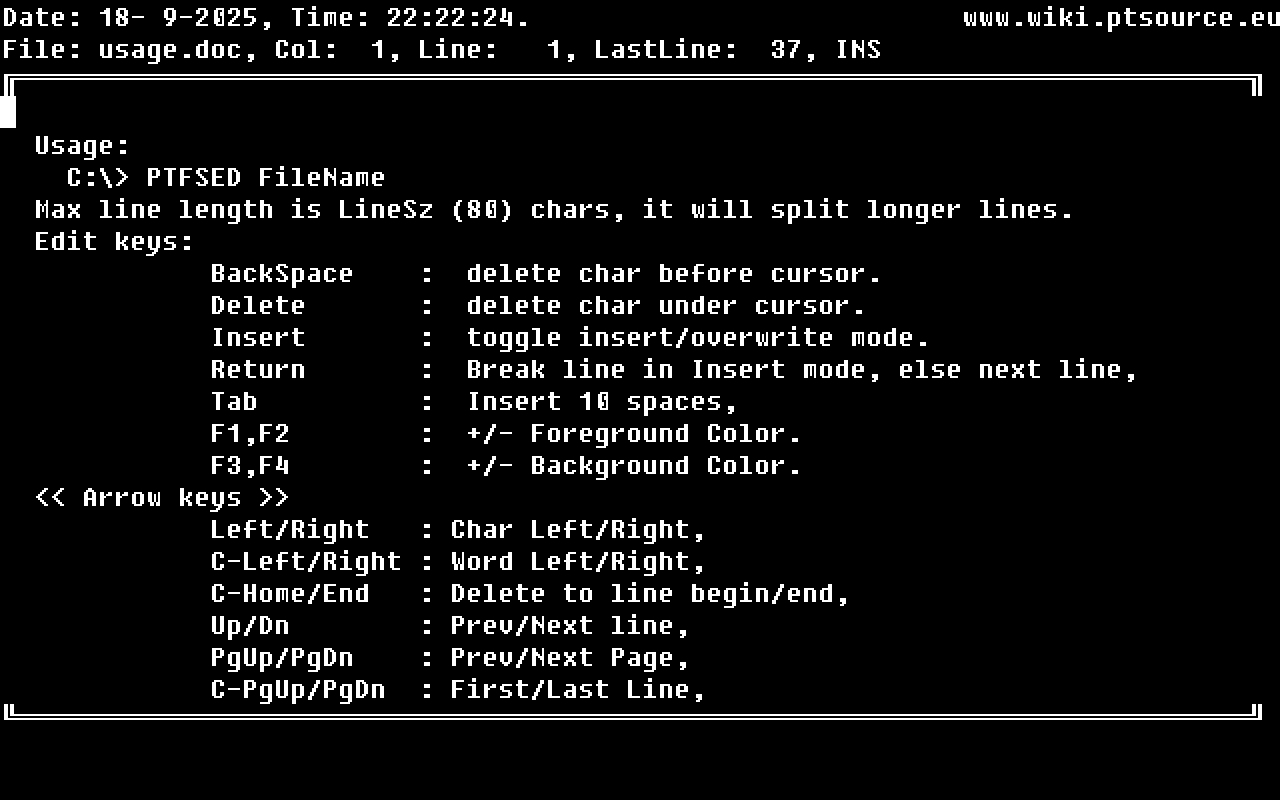 Date: 18- 9-2025, Time: 22:22:24. www.wiki.ptsource.eu
File: usage.doc, Col:  1, Line:   1, LastLine:  37, INS
Usage:
C:\> PTFSED FileName
Max line length is LineSz (80) chars, it will split longer lines.
Edit keys:
BackSpace    :  delete char before cursor.
Delete       :  delete char under cursor.
Insert       :  toggle insert/overwrite mode.
Return       :  Break line in Insert mode, else next line,
Tab          :  Insert 10 spaces,
F1,F2        :  +/- Foreground Color.
F3,F4        :  +/- Background Color.
<< Arrow keys >>
Left/Right   : Char Left/Right,
C-Left/Right : Word Left/Right,
C-Home/End   : Delete to line begin/end,
Up/Dn        : Prev/Next line,
PgUp/PgDn    : Prev/Next Page,
C-PgUp/PgDn  : First/Last Line,